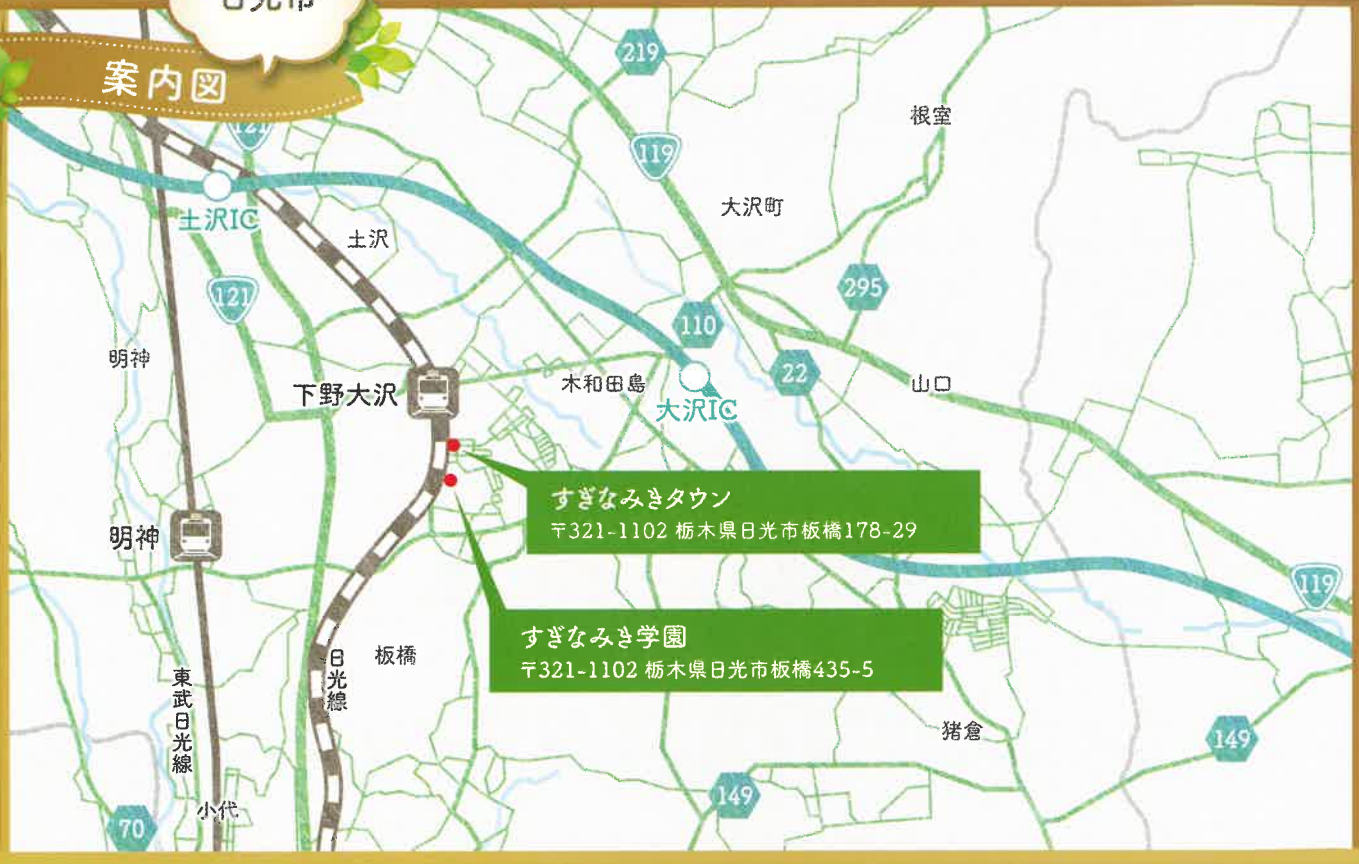 日光市
案内図
219
根室
121
119
大沢町
土沢IC
土沢
121
295
110
明神
22
下野大沢
木和田島
山口
大沢IC
すぎなみきタウン
〒321-1102 栃木県日光市板橋178-29
明神
119
すぎなみき学園
〒321-1102 栃木県日光市板橋435-5
板橋
日光線
東武日光線
猪倉
149
149
小代
70